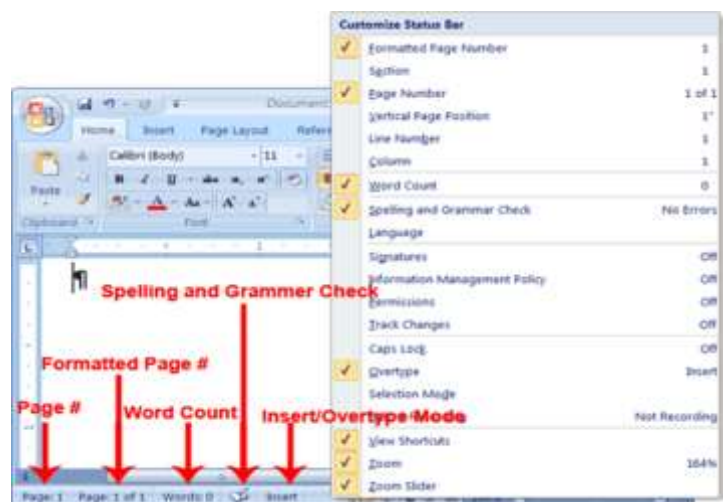 Customize Status Bar
Formatted Page Number 1
Section 1
Page Number 1 of 1
Vertical Page Position 1"
Line Number 1
Column 1
Word Count 0
Spelling and Grammar Check No Errors
Language
Signatures Off
Information Management Policy Off
Permissions Off
Track Changes Off
Caps Lock Off
Overtype Insert
Selection Mode
Not Recording
View Shortcuts
Zoom 164%
Zoom Slider
Document
Home Insert Page Layout Refere
Calibri (Body) 11
Paste
Clipboard Font
Spelling and Grammer Check
Formatted Page #
Page # Word Count Insert/Overtype Mode
Page: 1 Page: 1 of 1 Words: 0 Insert